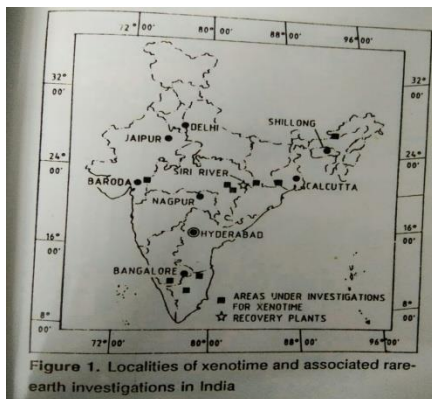 72° 00' 80° 00' 88° 00' 96° 00'
32° 00' 32° 00'
DELHI
SHILLONG
JAIPUR
24° 00' 24° 00'
SIRI RIVER
BARODA
CALCUTTA
NAGPUR
16° 00' 16° 00'
HYDERABAD
BANGALORE
AREAS UNDER INVESTIGATIONS
FOR XENOTIME
RECOVERY PLANTS
8° 00' 8° 00'
72° 00' 80° 00' 88° 00' 96° 00'
Figure 1. Localities of xenotime and associated rare-
earth investigations in India